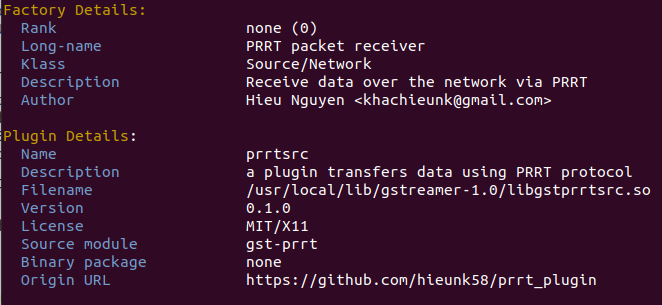 Factory Details:
Rank none (0)
Long-name PRRT packet receiver
Klass Source/Network
Description Receive data over the network via PRRT
Author Hieu Nguyen <khachieunk@gmail.com>
Plugin Details:
Name prrtsrc
Description a plugin transfers data using PRRT protocol
Filename /usr/local/lib/gstreamer-1.0/libgstprrtsrc.so
Version 0.1.0
License MIT/X11
Source module gst-prrt
Binary package none
Origin URL https://github.com/hieunk58/prrt_plugin